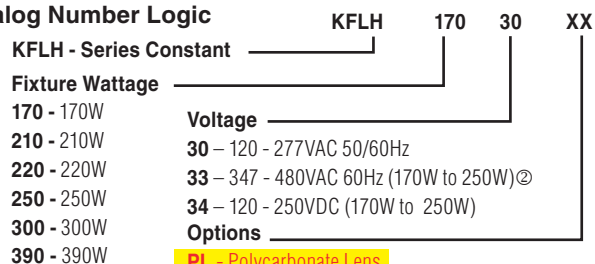 alog Number Logic
KFLH 170 30 XX
KFLH - Series Constant
Fixture Wattage
170 - 170W
210 - 210W
220 - 220W
250 - 250W
300 - 300W
390 - 390W
Voltage
30 – 120 - 277VAC 50/60Hz
33 – 347 - 480VAC 60Hz (170W to 250W)②
34 – 120 - 250VDC (170W to 250W)
Options
PL - Polycarbonate Lens